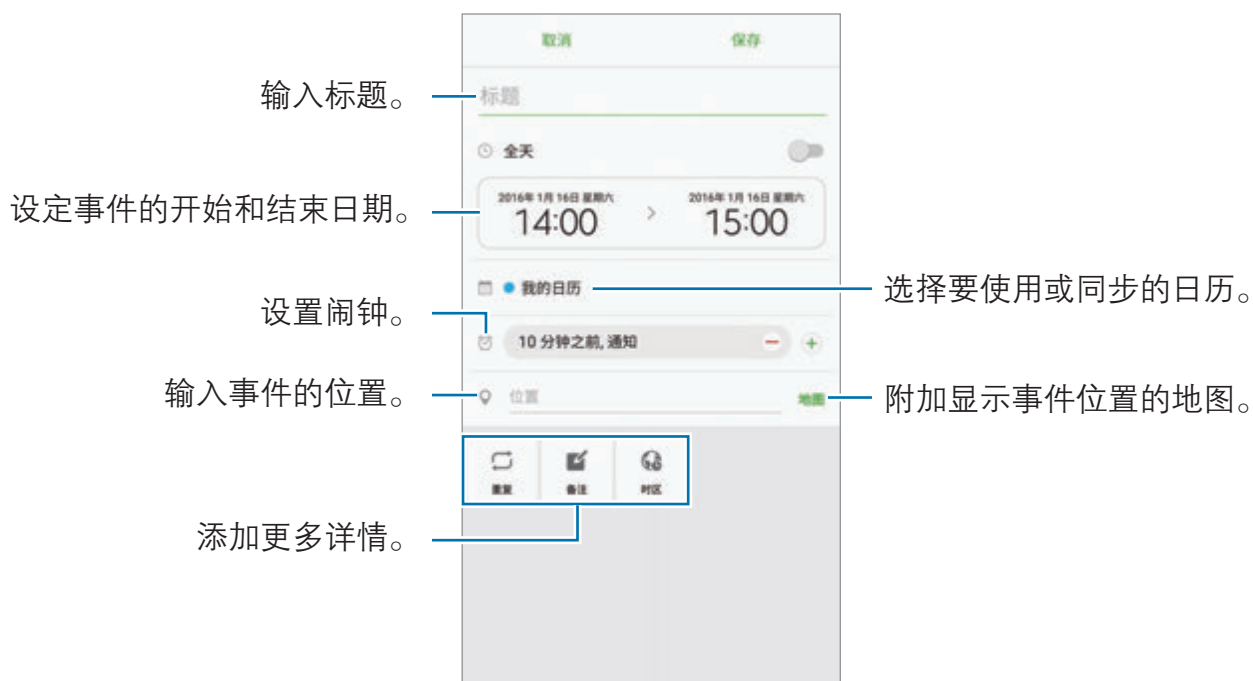 取消 保存
输入标题。
标题
全天
设定事件的开始和结束日期。
2016年 1月 16日 星期六 2016年 1月 16日 星期六
14:00 > 15:00
我的日历
选择要使用或同步的日历。
设置闹钟。
10 分钟之前, 通知
输入事件的位置。
位置
地图
附加显示事件位置的地图。
重复 备注 时区
添加更多详情。